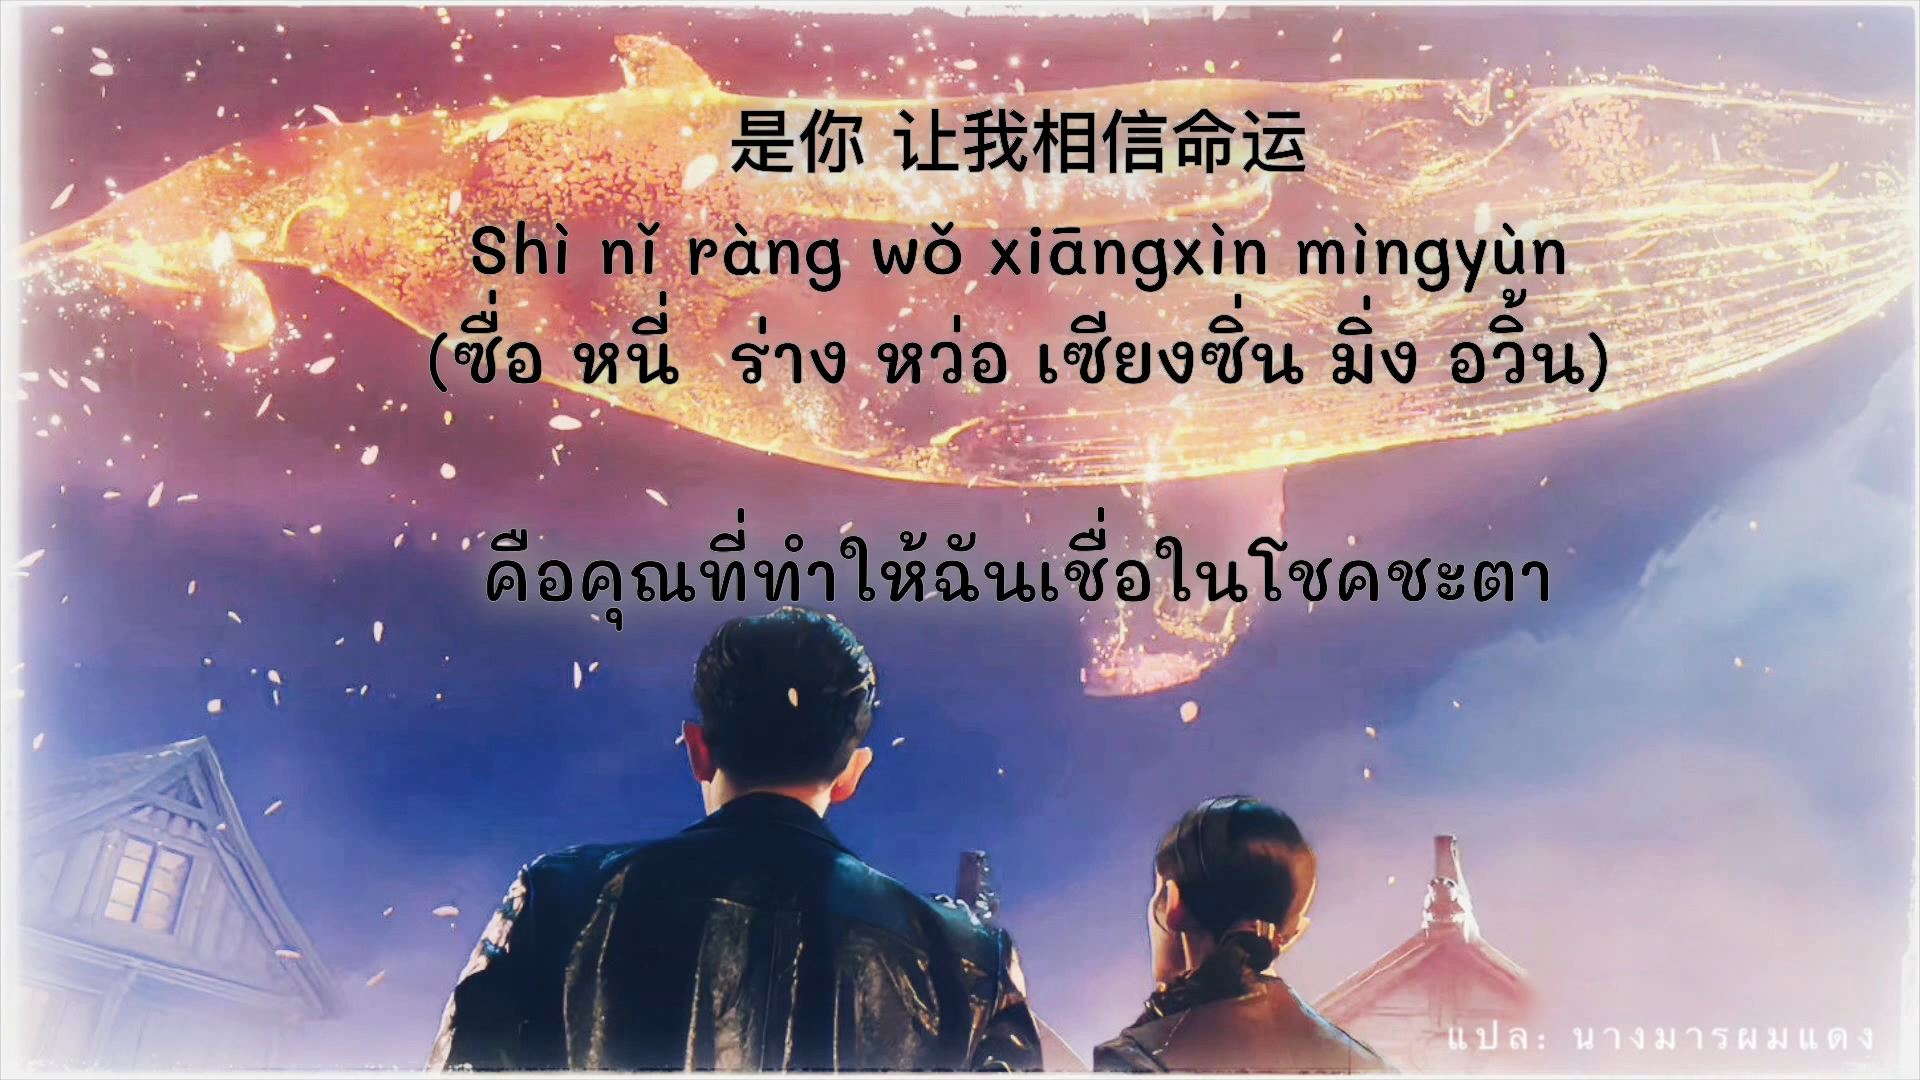 是你 让我相信命运
Shì nǐ ràng wǒ xiāngxìn mìngyùn
(ซื่อ หนี่ ร่าง หว่อ เซียงซิ่น มิ่ง อวิ้น)
คือคุณที่ทำให้ฉันเชื่อในโชคชะตา
แปล: นางมารผมแดง